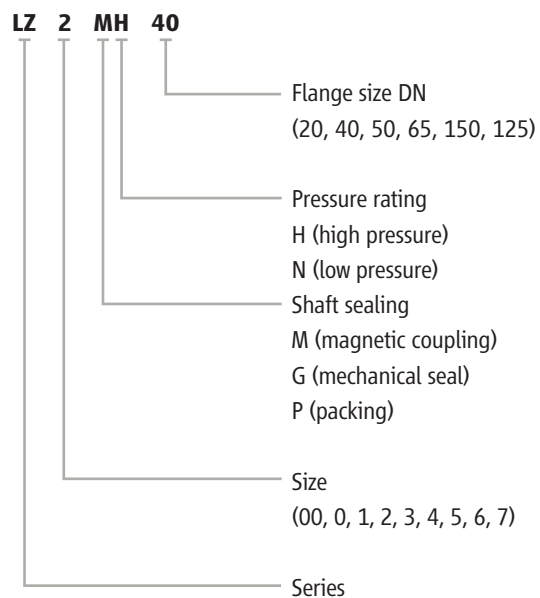 LZ 2 MH 40
Flange size DN
(20, 40, 50, 65, 150, 125)
Pressure rating
H (high pressure)
N (low pressure)
Shaft sealing
M (magnetic coupling)
G (mechanical seal)
P (packing)
Size
(00, 0, 1, 2, 3, 4, 5, 6, 7)
Series